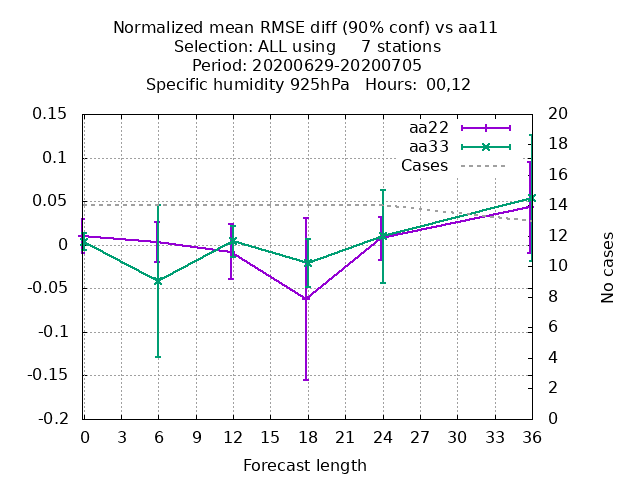 Normalized mean RMSE diff (90% conf) vs aa11
Selection: ALL using     7 stations
Period: 20200629-20200705
Specific humidity 925hPa   Hours: 00,12
aa22
aa33
Cases
0.15
0.1
0.05
0
-0.05
-0.1
-0.15
-0.2
20
18
16
14
12
10
8
6
4
2
0
No cases
0 3 6 9 12 15 18 21 24 27 30 33 36
Forecast length